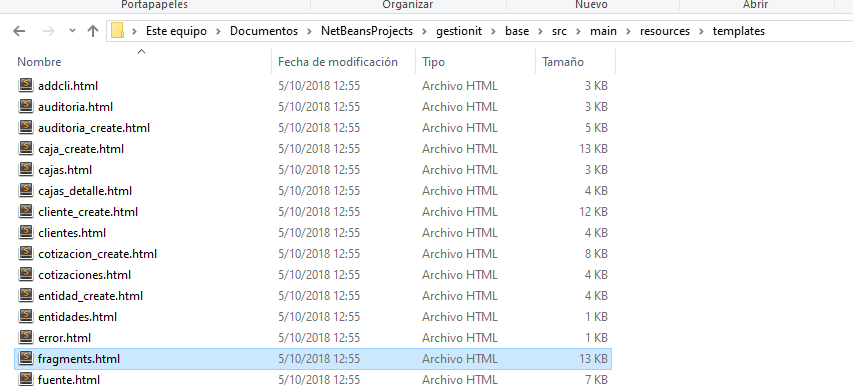 Portapapeles Organizar Nuevo Abrir
Este equipo Documentos NetBeansProjects gestionit base src main resources templates
Nombre Fecha de modificación Tipo Tamaño
addcli.html 5/10/2018 12:55 Archivo HTML 3 KB
auditoria.html 5/10/2018 12:55 Archivo HTML 3 KB
auditoria_create.html 5/10/2018 12:55 Archivo HTML 5 KB
caja_create.html 5/10/2018 12:55 Archivo HTML 13 KB
cajas.html 5/10/2018 12:55 Archivo HTML 3 KB
cajas_detalle.html 5/10/2018 12:55 Archivo HTML 4 KB
cliente_create.html 5/10/2018 12:55 Archivo HTML 12 KB
clientes.html 5/10/2018 12:55 Archivo HTML 4 KB
cotizacion_create.html 5/10/2018 12:55 Archivo HTML 8 KB
cotizaciones.html 5/10/2018 12:55 Archivo HTML 4 KB
entidad_create.html 5/10/2018 12:55 Archivo HTML 4 KB
entidades.html 5/10/2018 12:55 Archivo HTML 1 KB
error.html 5/10/2018 12:55 Archivo HTML 1 KB
fragments.html 5/10/2018 12:55 Archivo HTML 13 KB
fuente.html 5/10/2018 12:55 Archivo HTML 7 KB